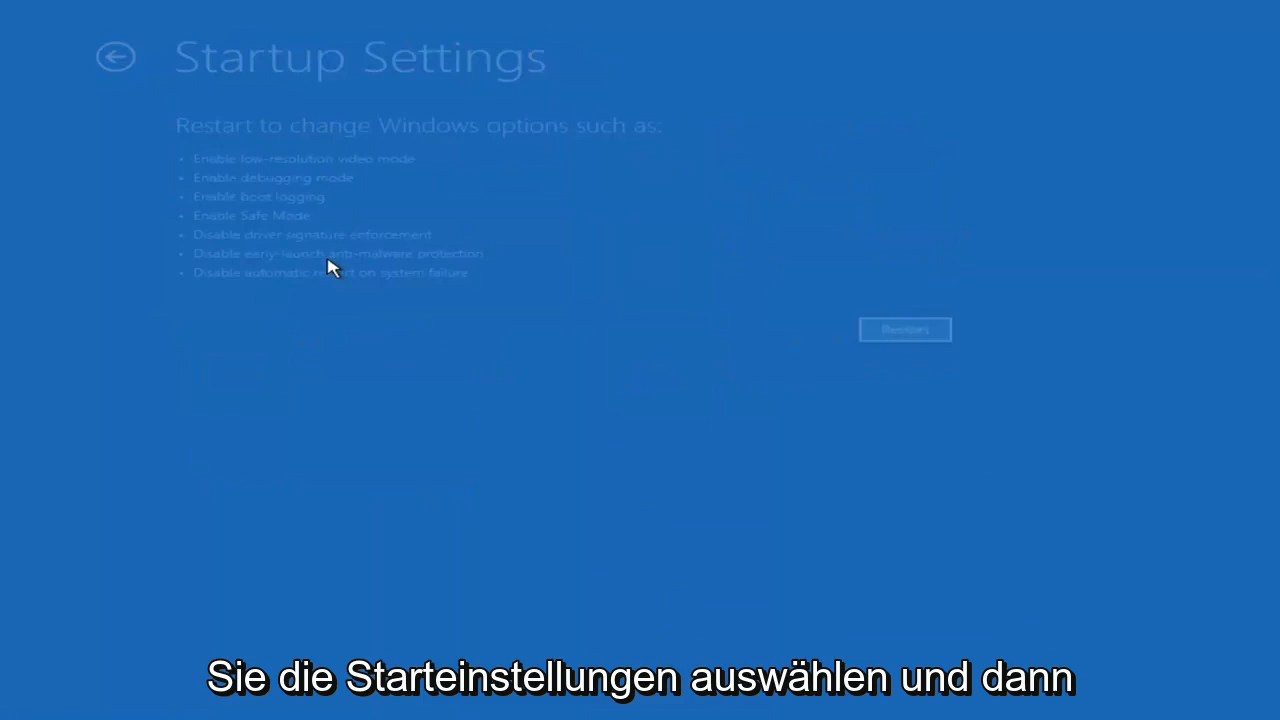 Startup Settings
Restart to change Windows options such as:
• Enable low-resolution video mode
• Enable debugging mode
• Enable boot logging
• Enable Safe Mode
• Disable driver signature enforcement
• Disable early-launch anti-malware protection
• Disable automatic restart on system failure
Restart
Sie die Starteinstellungen auswählen und dann